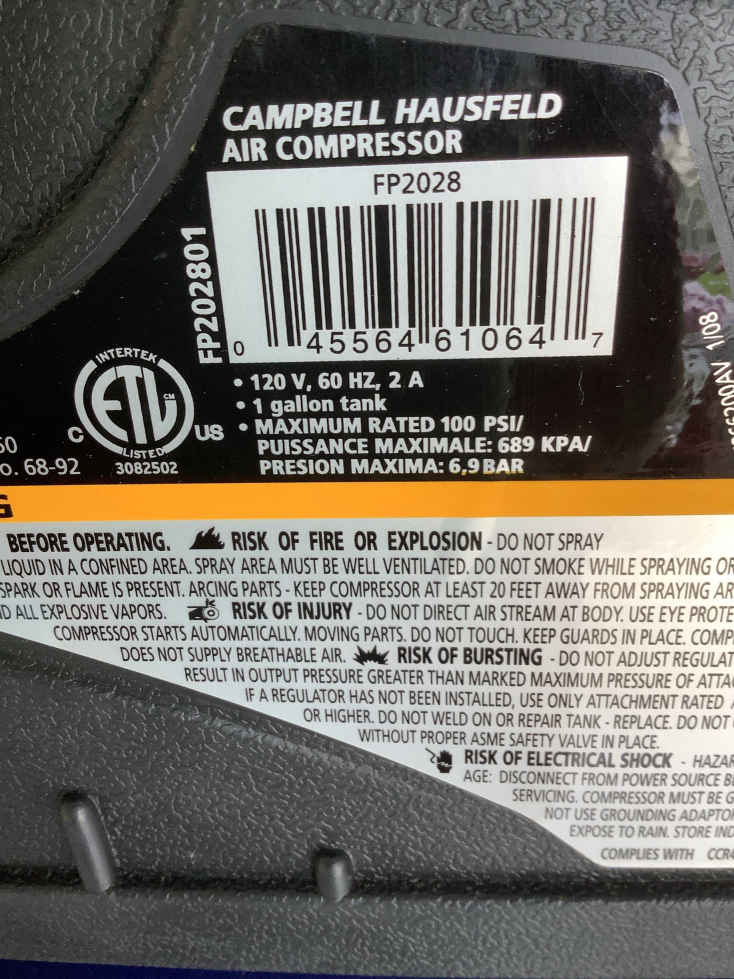 CAMPBELL HAUSFELD
AIR COMPRESSOR
FP2028
FP202801
0 45564 61064 7
INTERTEK
ETL CM
C US
LISTED
3082502
• 120 V, 60 HZ, 2 A
• 1 gallon tank
• MAXIMUM RATED 100 PSI/
PUISSANCE MAXIMALE: 689 KPA/
PRESION MAXIMA: 6,9 BAR
o. 68-92
200AV 1/08
G
BEFORE OPERATING. RISK OF FIRE OR EXPLOSION - DO NOT SPRAY
LIQUID IN A CONFINED AREA. SPRAY AREA MUST BE WELL VENTILATED. DO NOT SMOKE WHILE SPRAYING OR
SPARK OR FLAME IS PRESENT. ARCING PARTS - KEEP COMPRESSOR AT LEAST 20 FEET AWAY FROM SPRAYING AR
ND ALL EXPLOSIVE VAPORS. RISK OF INJURY - DO NOT DIRECT AIR STREAM AT BODY. USE EYE PROTE
COMPRESSOR STARTS AUTOMATICALLY. MOVING PARTS. DO NOT TOUCH. KEEP GUARDS IN PLACE. COMP
DOES NOT SUPPLY BREATHABLE AIR. RISK OF BURSTING - DO NOT ADJUST REGULAT
RESULT IN OUTPUT PRESSURE GREATER THAN MARKED MAXIMUM PRESSURE OF ATTA
IF A REGULATOR HAS NOT BEEN INSTALLED, USE ONLY ATTACHMENT RATED
OR HIGHER. DO NOT WELD ON OR REPAIR TANK - REPLACE. DO NOT
WITHOUT PROPER ASME SAFETY VALVE IN PLACE.
RISK OF ELECTRICAL SHOCK - HAZAR
AGE: DISCONNECT FROM POWER SOURCE BE
SERVICING. COMPRESSOR MUST BE G
NOT USE GROUNDING ADAPTO
EXPOSE TO RAIN. STORE IND
COMPLIES WITH CCR4